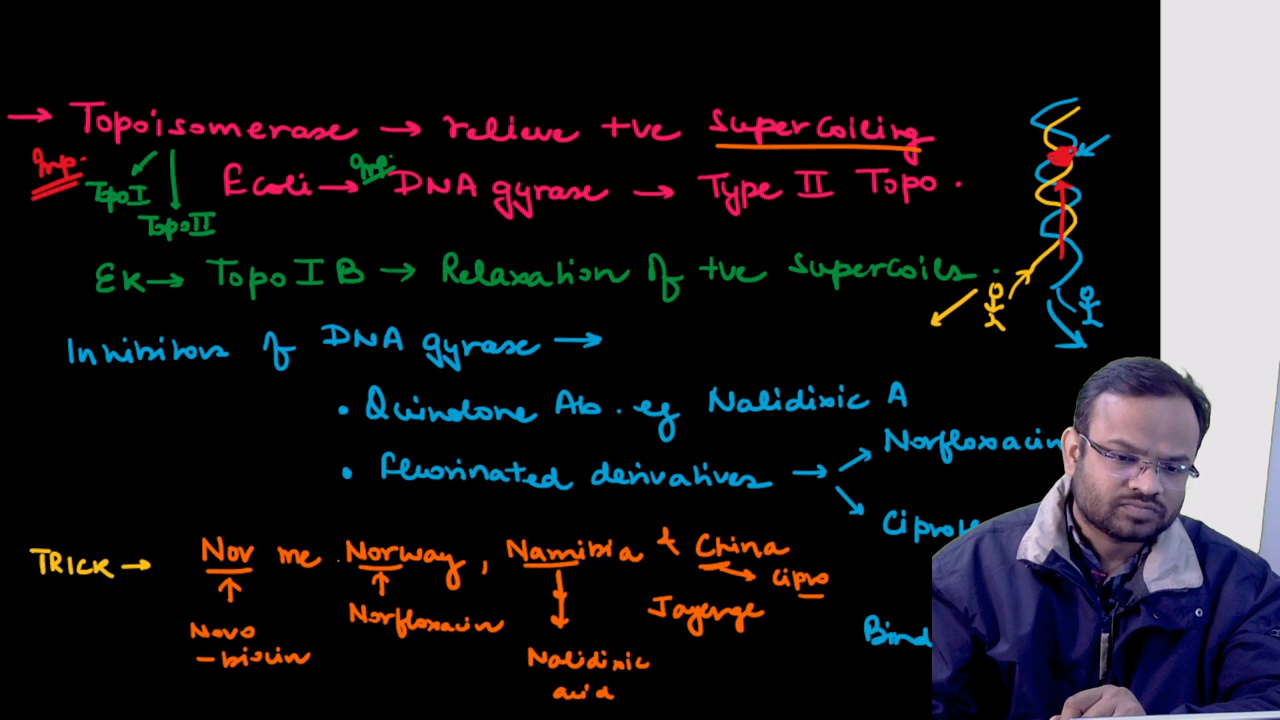 → Topoisomerase → relieve +ve Supercoiling
Imp.
Topo I
Topo II
E coli → Imp. DNA gyrase → Type II Topo.
EK → Topo I B → Relaxation of +ve supercoils.
Inhibitors of DNA gyrase →
• Quinolone Ab. eg Nalidixic A
• Fluorinated derivatives →
Norfloxacin
Ciprofl
TRICK → Nov me Norway, Namibia & China
cipro
Jayenge
Novo
-biocin
Norfloxacin
Nalidixic
acid
Bind